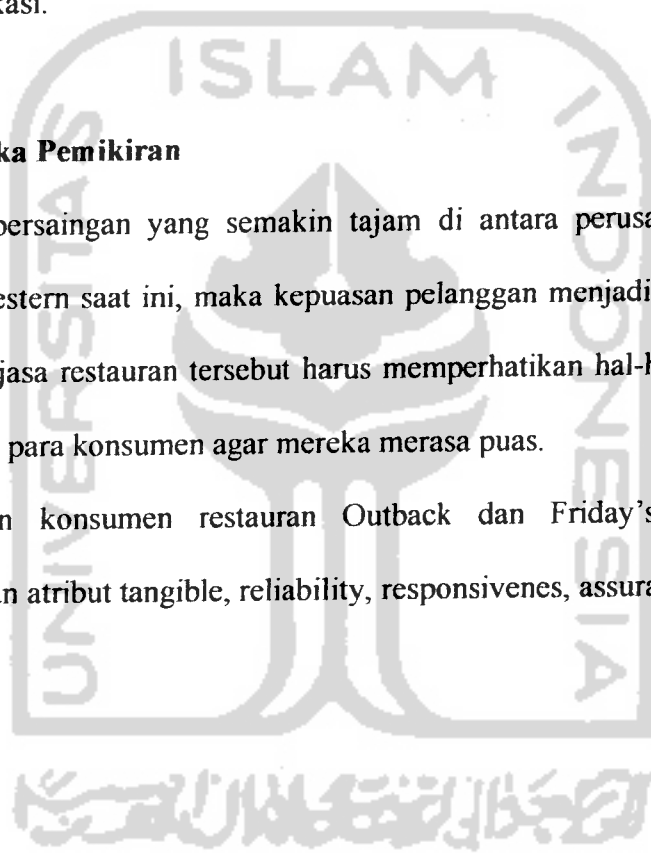 kasi.
ISLAM
UNIVERSITAS
INDONESIA
ka Pemikiran
persaingan yang semakin tajam di antara perusa
estern saat ini, maka kepuasan pelanggan menjadi
jasa restauran tersebut harus memperhatikan hal-h
para konsumen agar mereka merasa puas.
n konsumen restauran Outback dan Friday's
n atribut tangible, reliability, responsivenes, assura